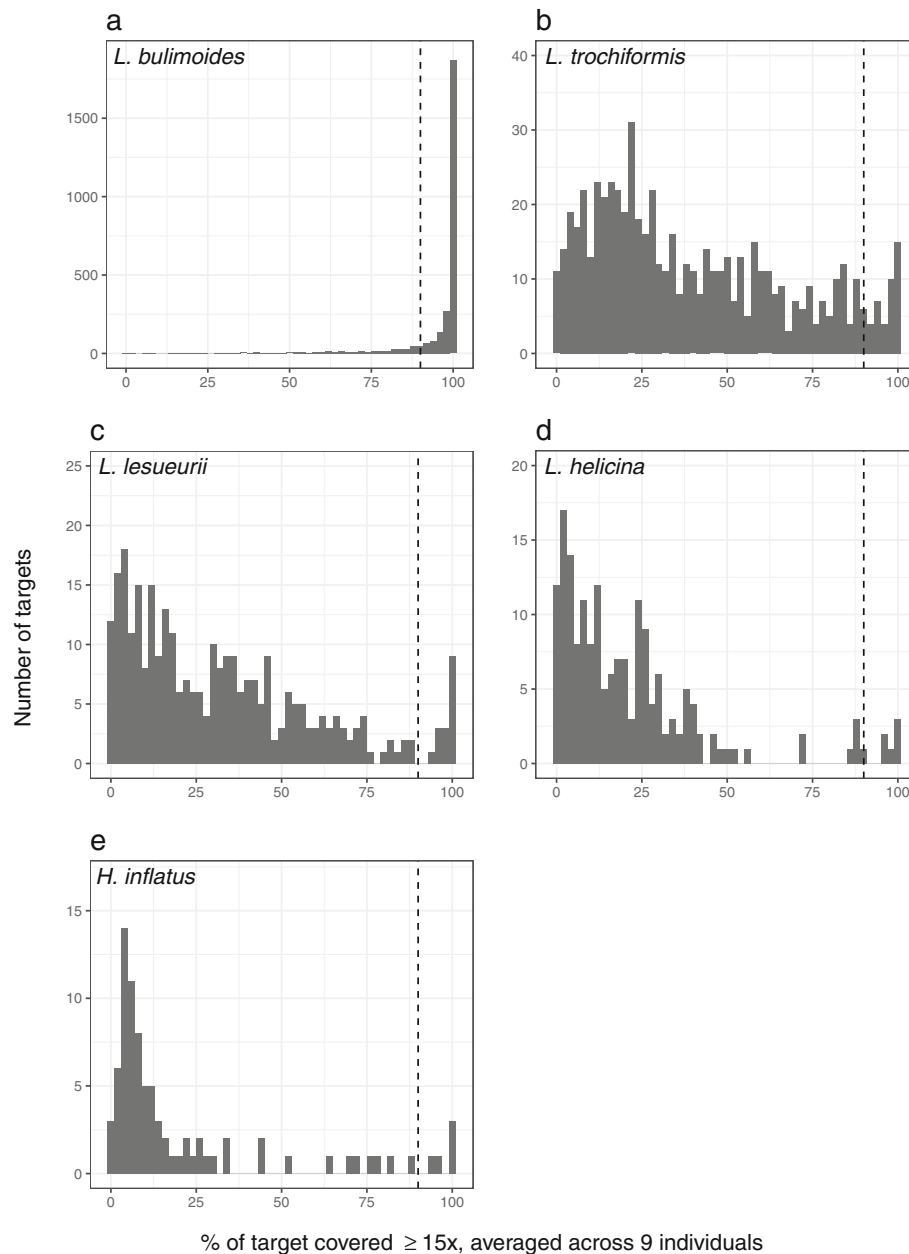 a
L. bulimoides
1500
1000
500
0
0 25 50 75 100
b
L. trochiformis
40
30
20
10
0
0 25 50 75 100
c
L. lesueurii
25
20
15
10
5
0
0 25 50 75 100
d
L. helicina
20
15
10
5
0
0 25 50 75 100
e
H. inflatus
15
10
5
0
0 25 50 75 100
Number of targets
% of target covered ≥ 15x, averaged across 9 individuals